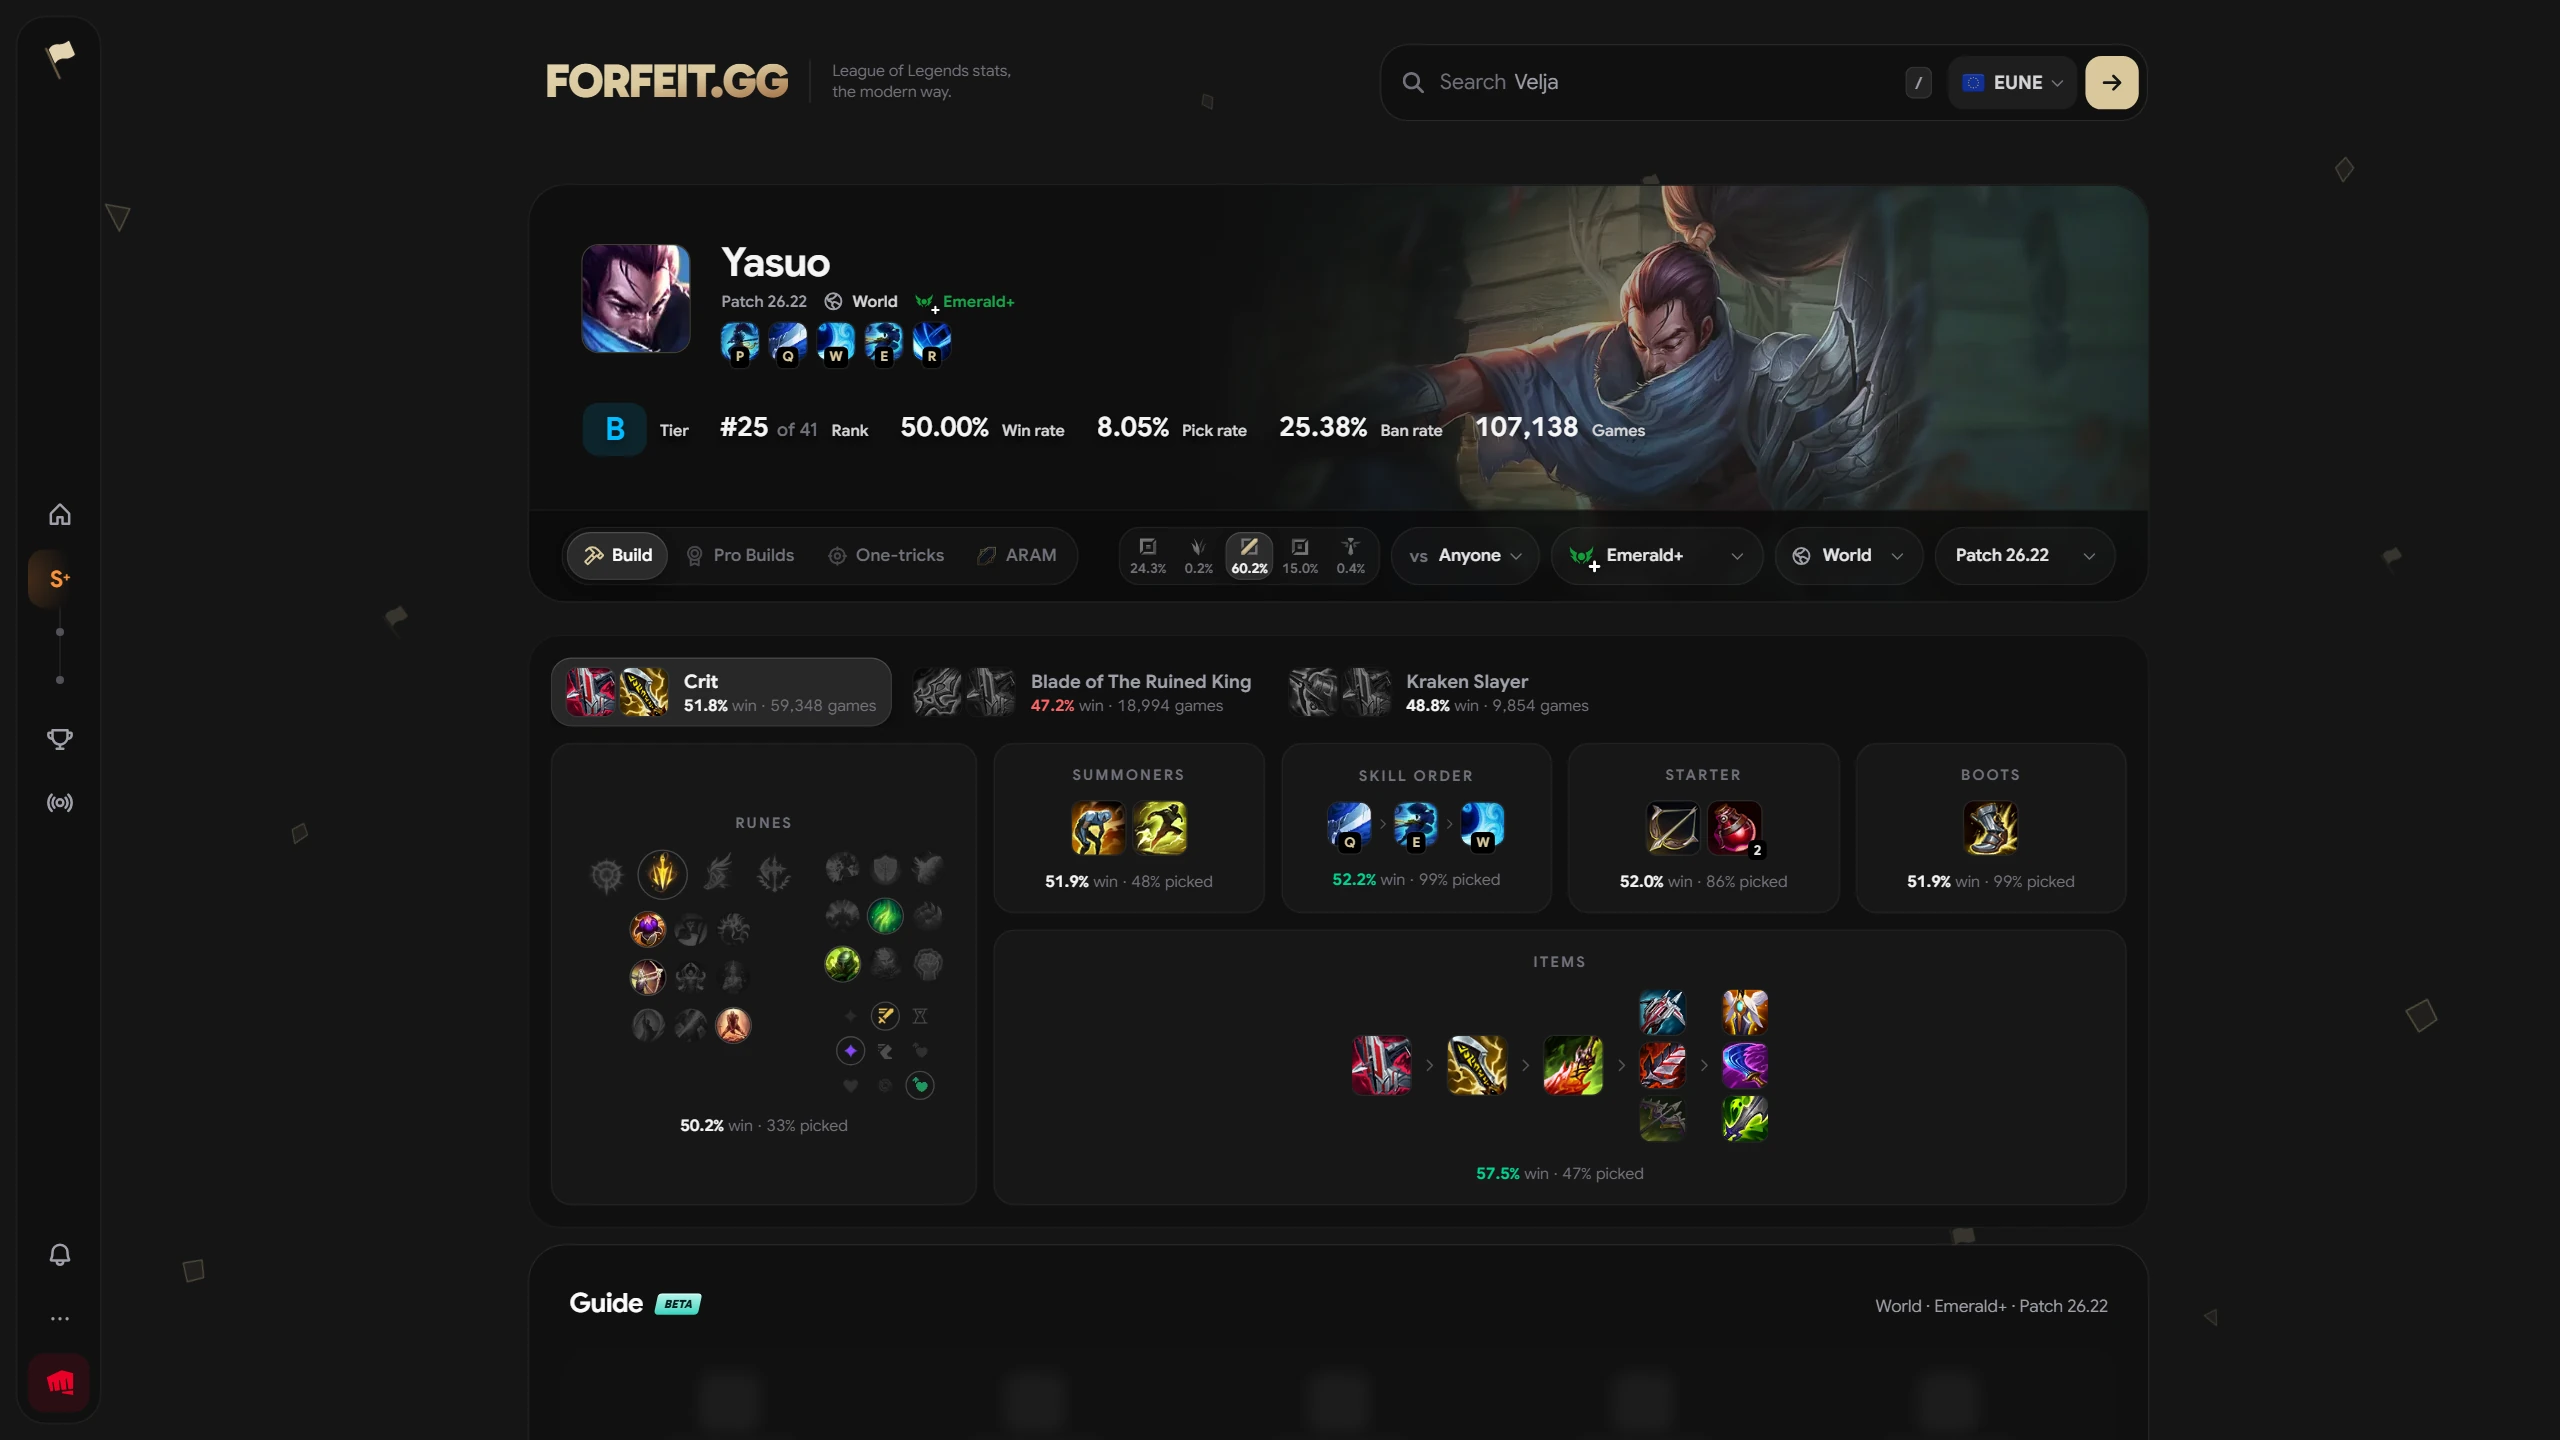 FORFEIT.GG
League of Legends stats,
the modern way.
Search Velja
/
EUNE
S+
Yasuo
Patch 26.22 World Emerald+
P Q W E R
B Tier #25 of 41 Rank 50.00% Win rate 8.05% Pick rate 25.38% Ban rate 107,138 Games
Build Pro Builds One-tricks ARAM
24.3% 0.2% 60.2% 15.0% 0.4%
vs Anyone Emerald+ World Patch 26.22
Crit
51.8% win · 59,348 games
Blade of The Ruined King
47.2% win · 18,994 games
Kraken Slayer
48.8% win · 9,854 games
RUNES
50.2% win · 33% picked
SUMMONERS
51.9% win · 48% picked
SKILL ORDER
Q E W
52.2% win · 99% picked
STARTER
2
52.0% win · 86% picked
BOOTS
51.9% win · 99% picked
ITEMS
57.5% win · 47% picked
Guide BETA
World · Emerald+ · Patch 26.22